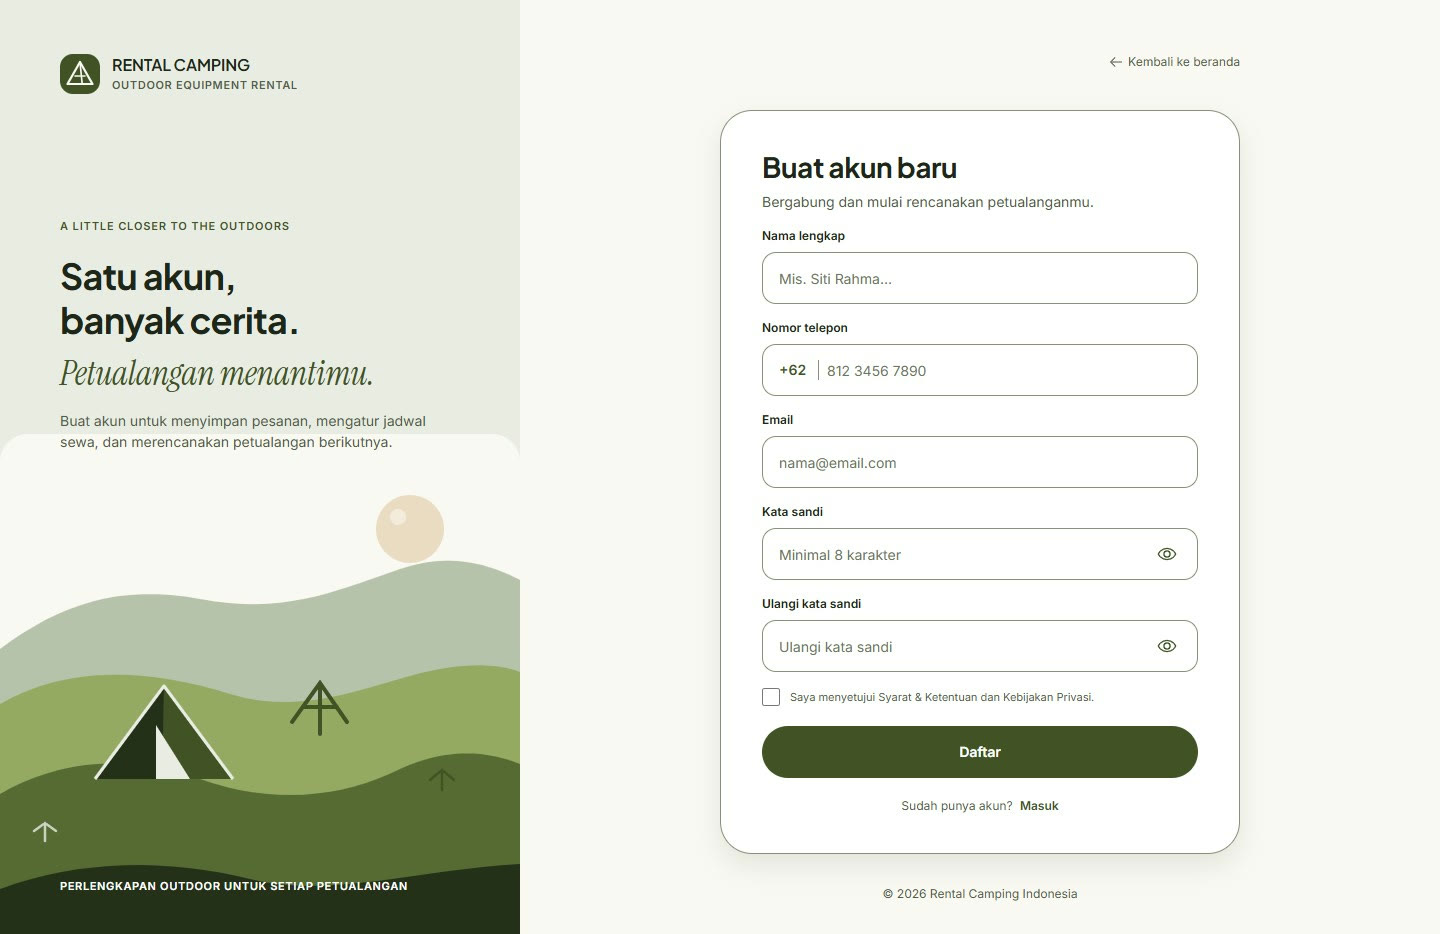 RENTAL CAMPING
OUTDOOR EQUIPMENT RENTAL
A LITTLE CLOSER TO THE OUTDOORS
Satu akun,
banyak cerita.
Petualangan menantimu.
Buat akun untuk menyimpan pesanan, mengatur jadwal
sewa, dan merencanakan petualangan berikutnya.
PERLENGKAPAN OUTDOOR UNTUK SETIAP PETUALANGAN
← Kembali ke beranda
Buat akun baru
Bergabung dan mulai rencanakan petualanganmu.
Nama lengkap
Mis. Siti Rahma...
Nomor telepon
+62 812 3456 7890
Email
nama@email.com
Kata sandi
Minimal 8 karakter
Ulangi kata sandi
Ulangi kata sandi
Saya menyetujui Syarat & Ketentuan dan Kebijakan Privasi.
Daftar
Sudah punya akun? Masuk
© 2026 Rental Camping Indonesia